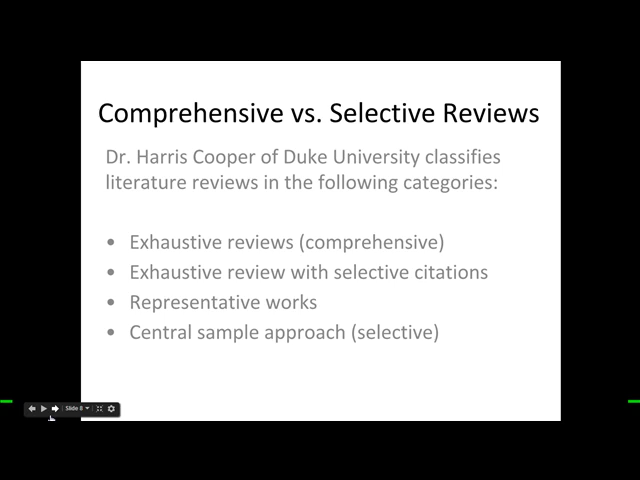 Comprehensive vs. Selective Reviews
Dr. Harris Cooper of Duke University classifies
literature reviews in the following categories:
• Exhaustive reviews (comprehensive)
• Exhaustive review with selective citations
• Representative works
• Central sample approach (selective)
Slide 8